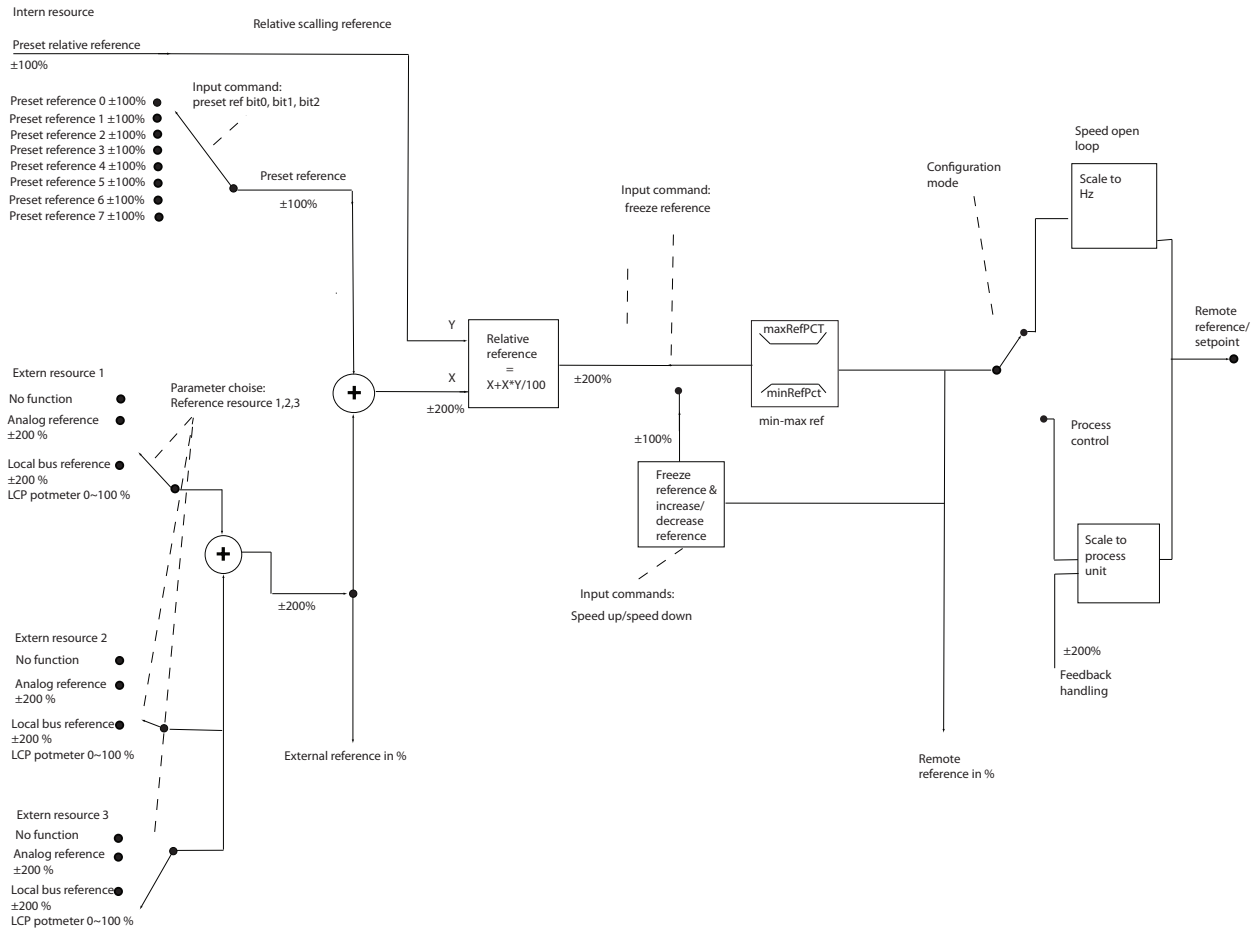 Intern resource
Relative scalling reference
Preset relative reference
±100%
Input command:
preset ref bit0, bit1, bit2
Preset reference 0 ±100%
Preset reference 1 ±100%
Preset reference 2 ±100%
Preset reference 3 ±100%
Preset reference 4 ±100%
Preset reference 5 ±100%
Preset reference 6 ±100%
Preset reference 7 ±100%
Preset reference
±100%
Input command:
freeze reference
Configuration
mode
Speed open
loop
Scale to
Hz
Y
X
±200%
Relative
reference
=
X+X*Y/100
±200%
maxRefPCT
minRefPct
min-max ref
Remote
reference/
setpoint
Extern resource 1
No function
Analog reference
±200 %
Local bus reference
±200 %
LCP potmeter 0~100 %
Parameter choise:
Reference resource 1,2,3
+
+
±200%
±100%
Freeze
reference &
increase/
decrease
reference
Input commands:
Speed up/speed down
Process
control
Scale to
process
unit
±200%
Feedback
handling
Extern resource 2
No function
Analog reference
±200 %
Local bus reference
±200 %
LCP potmeter 0~100 %
External reference in %
Remote
reference in %
Extern resource 3
No function
Analog reference
±200 %
Local bus reference
±200 %
LCP potmeter 0~100 %